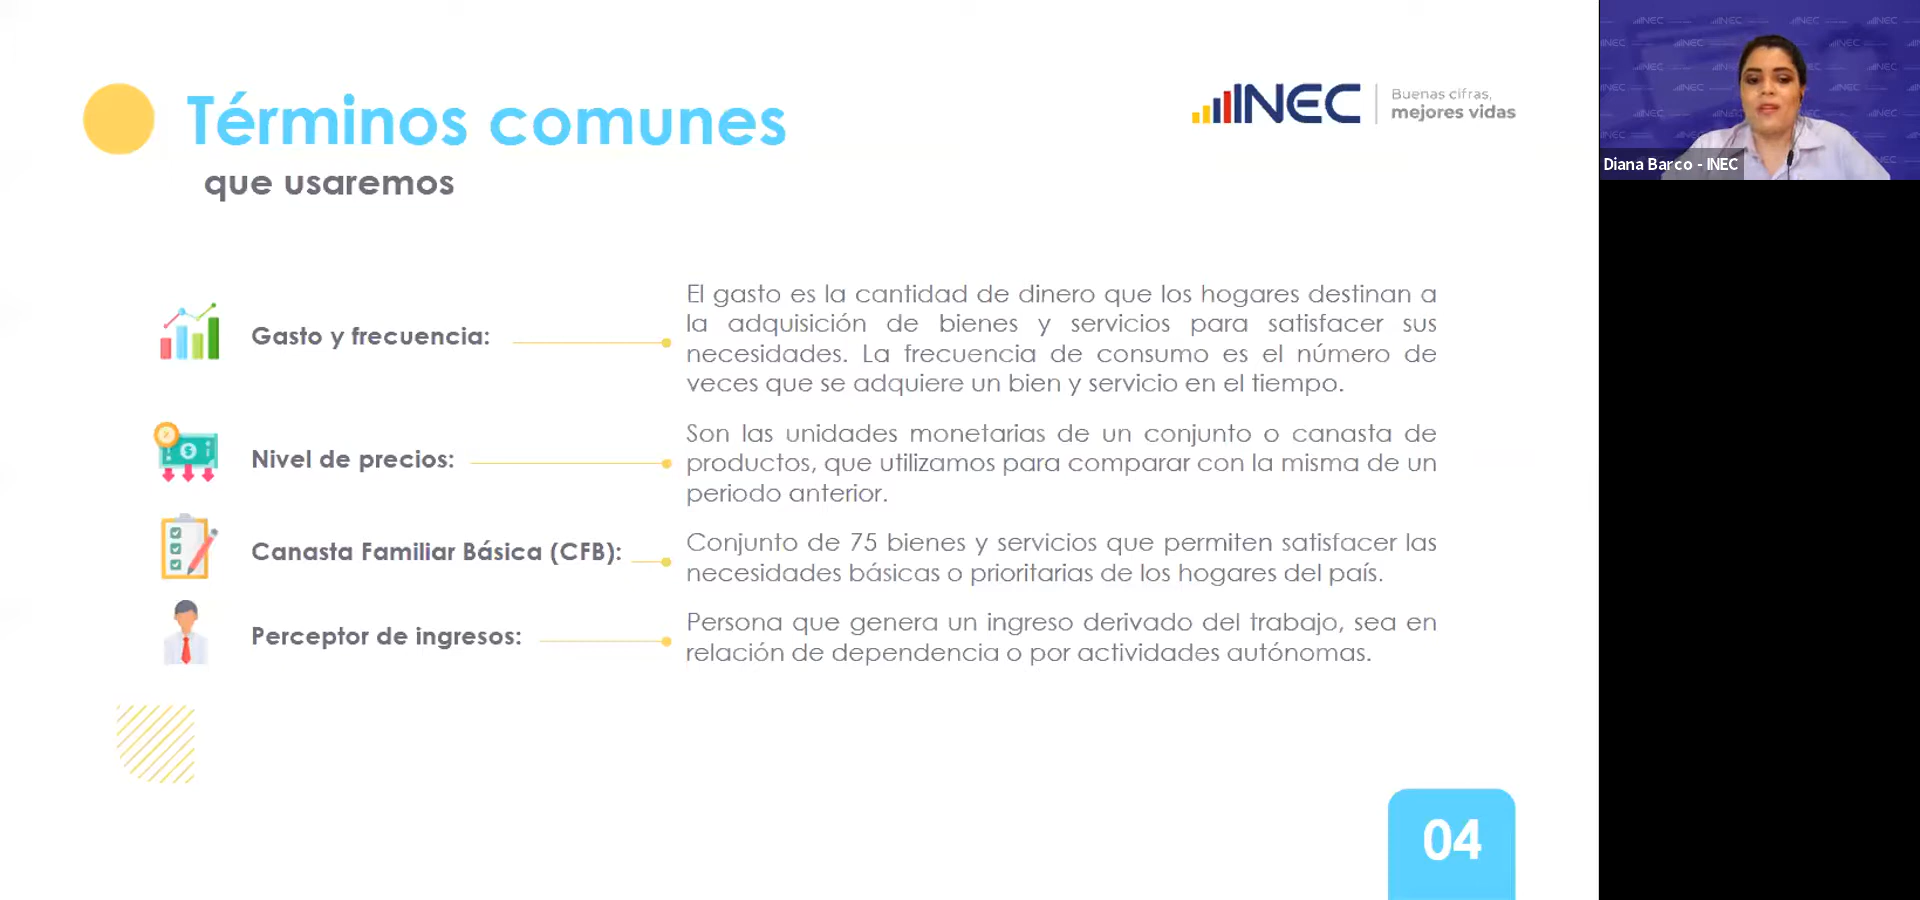 Términos comunes
que usaremos
INEC
Buenas cifras,
mejores vidas
Gasto y frecuencia:
El gasto es la cantidad de dinero que los hogares destinan a
la adquisición de bienes y servicios para satisfacer sus
necesidades. La frecuencia de consumo es el número de
veces que se adquiere un bien y servicio en el tiempo.
Nivel de precios:
Son las unidades monetarias de un conjunto o canasta de
productos, que utilizamos para comparar con la misma de un
periodo anterior.
Canasta Familiar Básica (CFB):
Conjunto de 75 bienes y servicios que permiten satisfacer las
necesidades básicas o prioritarias de los hogares del país.
Perceptor de ingresos:
Persona que genera un ingreso derivado del trabajo, sea en
relación de dependencia o por actividades autónomas.
04
Diana Barco - INEC